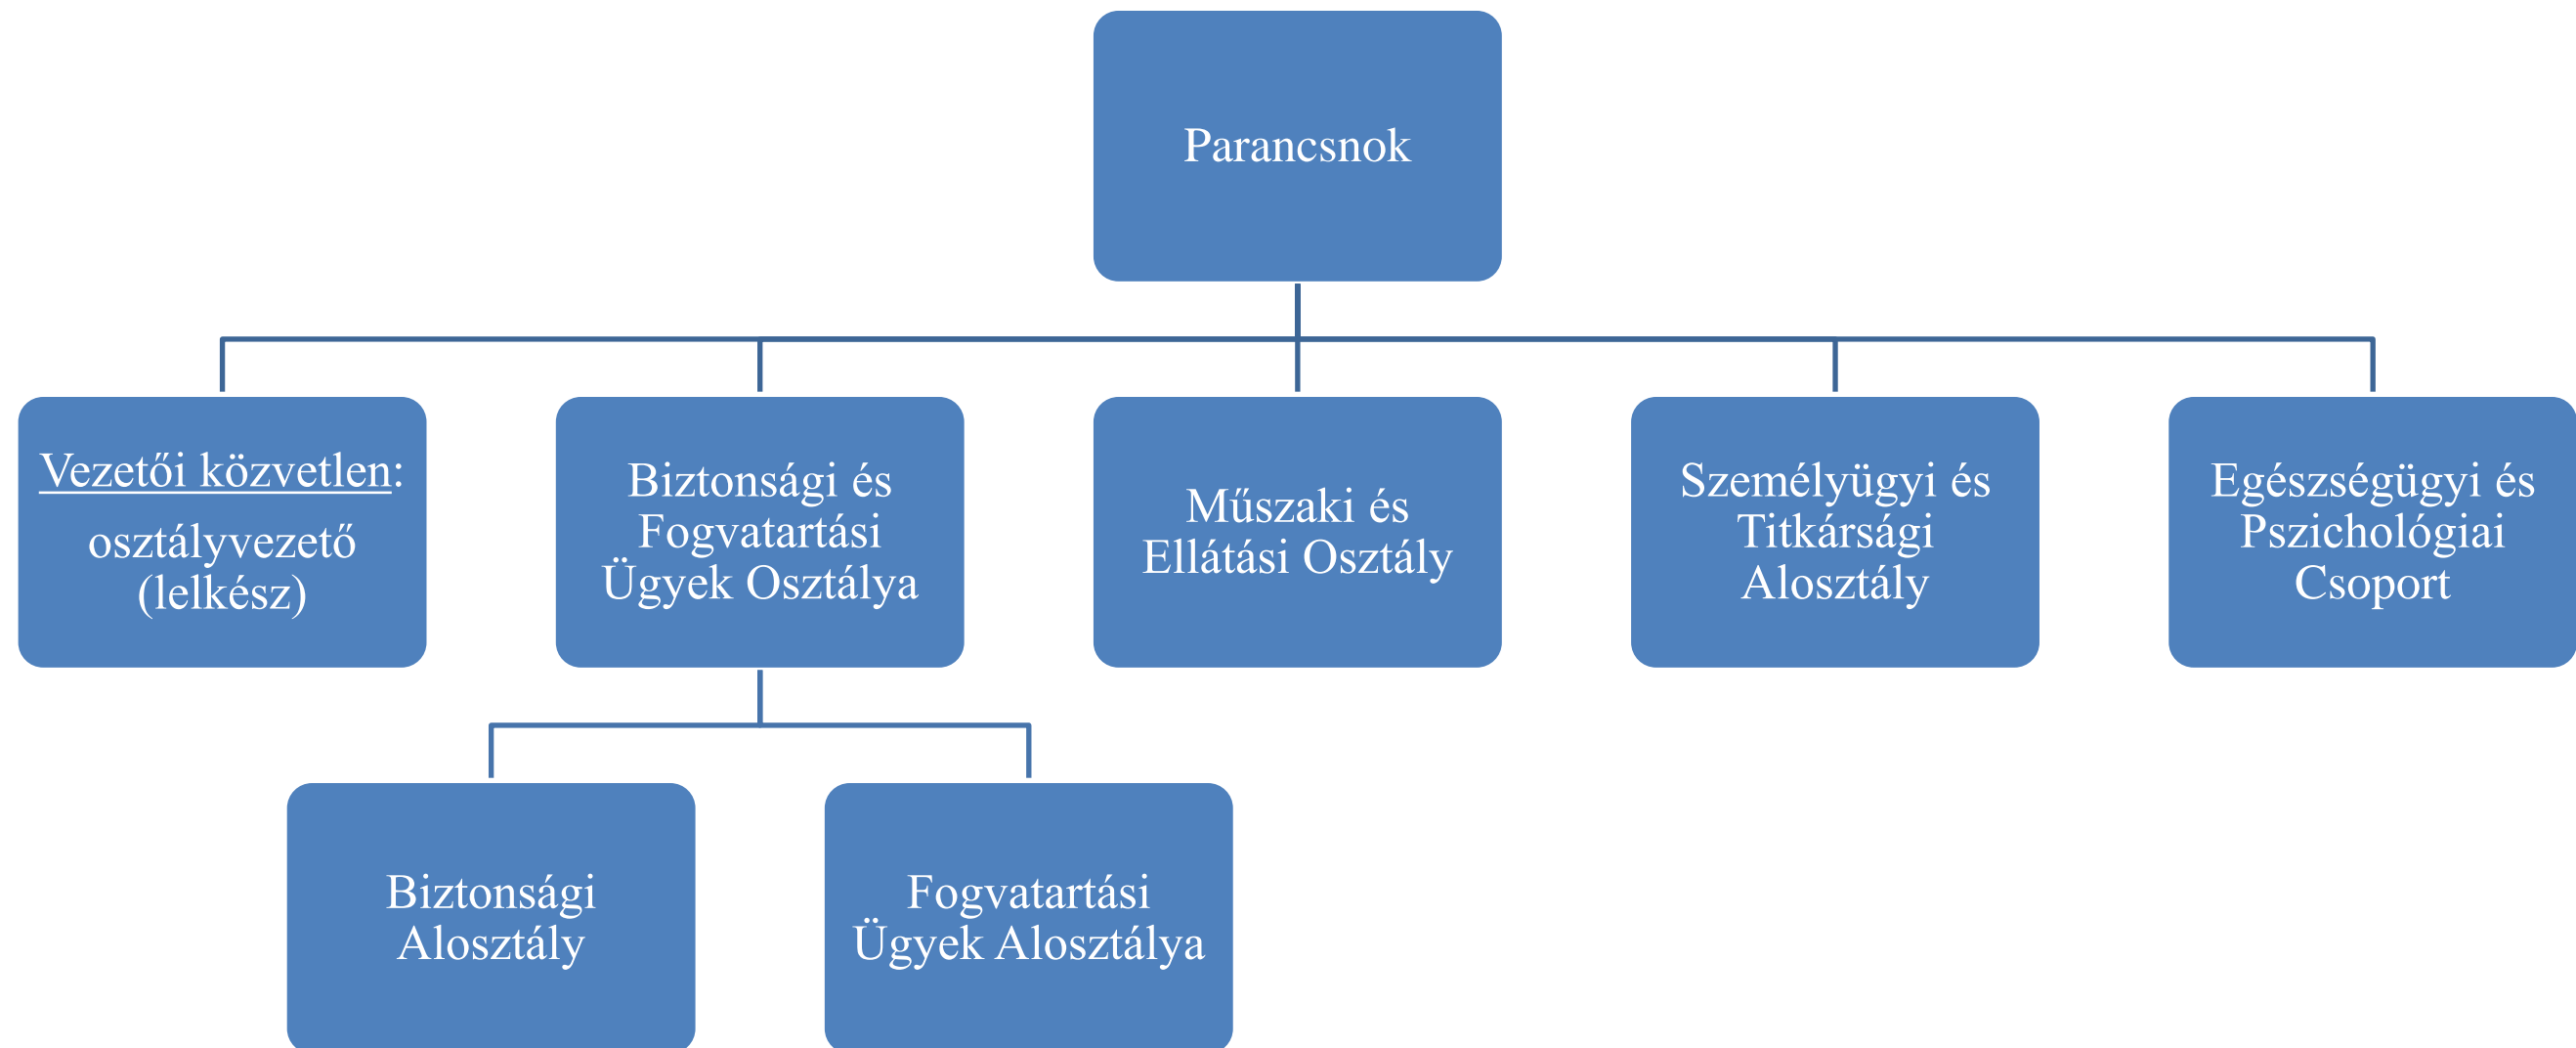 Parancsnok
Vezetői közvetlen:
osztályvezető
(lelkész)
Biztonsági és
Fogvatartási
Ügyek Osztálya
Műszaki és
Ellátási Osztály
Személyügyi és
Titkársági
Alosztály
Egészségügyi és
Pszichológiai
Csoport
Biztonsági
Alosztály
Fogvatartási
Ügyek Alosztálya